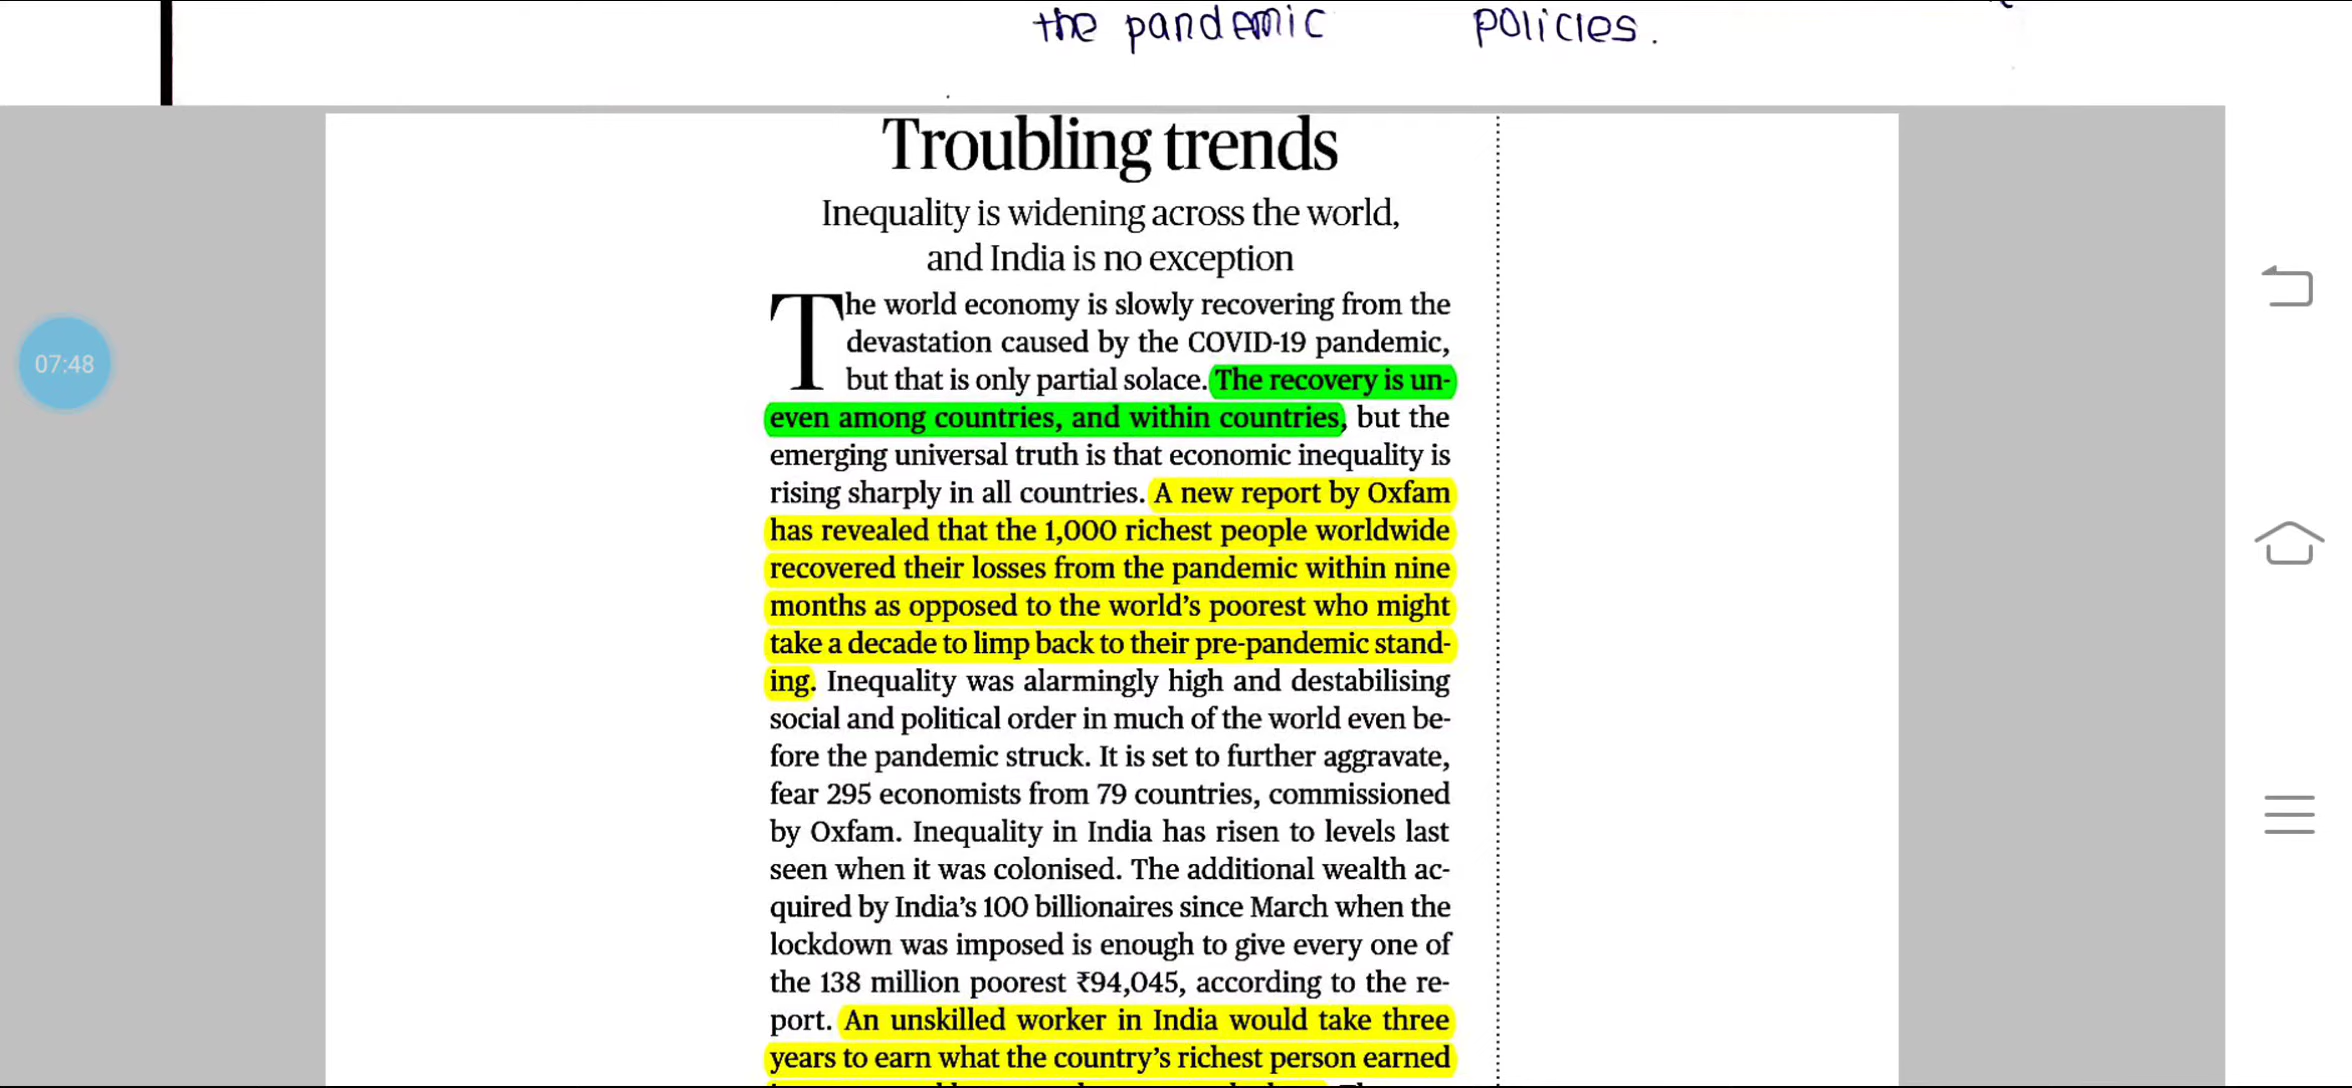 the pandemic policies.
Troubling trends
Inequality is widening across the world,
and India is no exception
The world economy is slowly recovering from the
devastation caused by the COVID-19 pandemic,
but that is only partial solace. The recovery is un-
even among countries, and within countries, but the
emerging universal truth is that economic inequality is
rising sharply in all countries. A new report by Oxfam
has revealed that the 1,000 richest people worldwide
recovered their losses from the pandemic within nine
months as opposed to the world's poorest who might
take a decade to limp back to their pre-pandemic stand-
ing. Inequality was alarmingly high and destabilising
social and political order in much of the world even be-
fore the pandemic struck. It is set to further aggravate,
fear 295 economists from 79 countries, commissioned
by Oxfam. Inequality in India has risen to levels last
seen when it was colonised. The additional wealth ac-
quired by India's 100 billionaires since March when the
lockdown was imposed is enough to give every one of
the 138 million poorest ₹94,045, according to the re-
port. An unskilled worker in India would take three
years to earn what the country's richest person earned
07:48